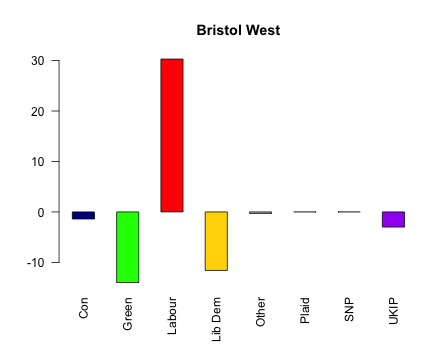 Bristol West
30
20
10
0
-10
Con
Green
Labour
Lib Dem
Other
Plaid
SNP
UKIP